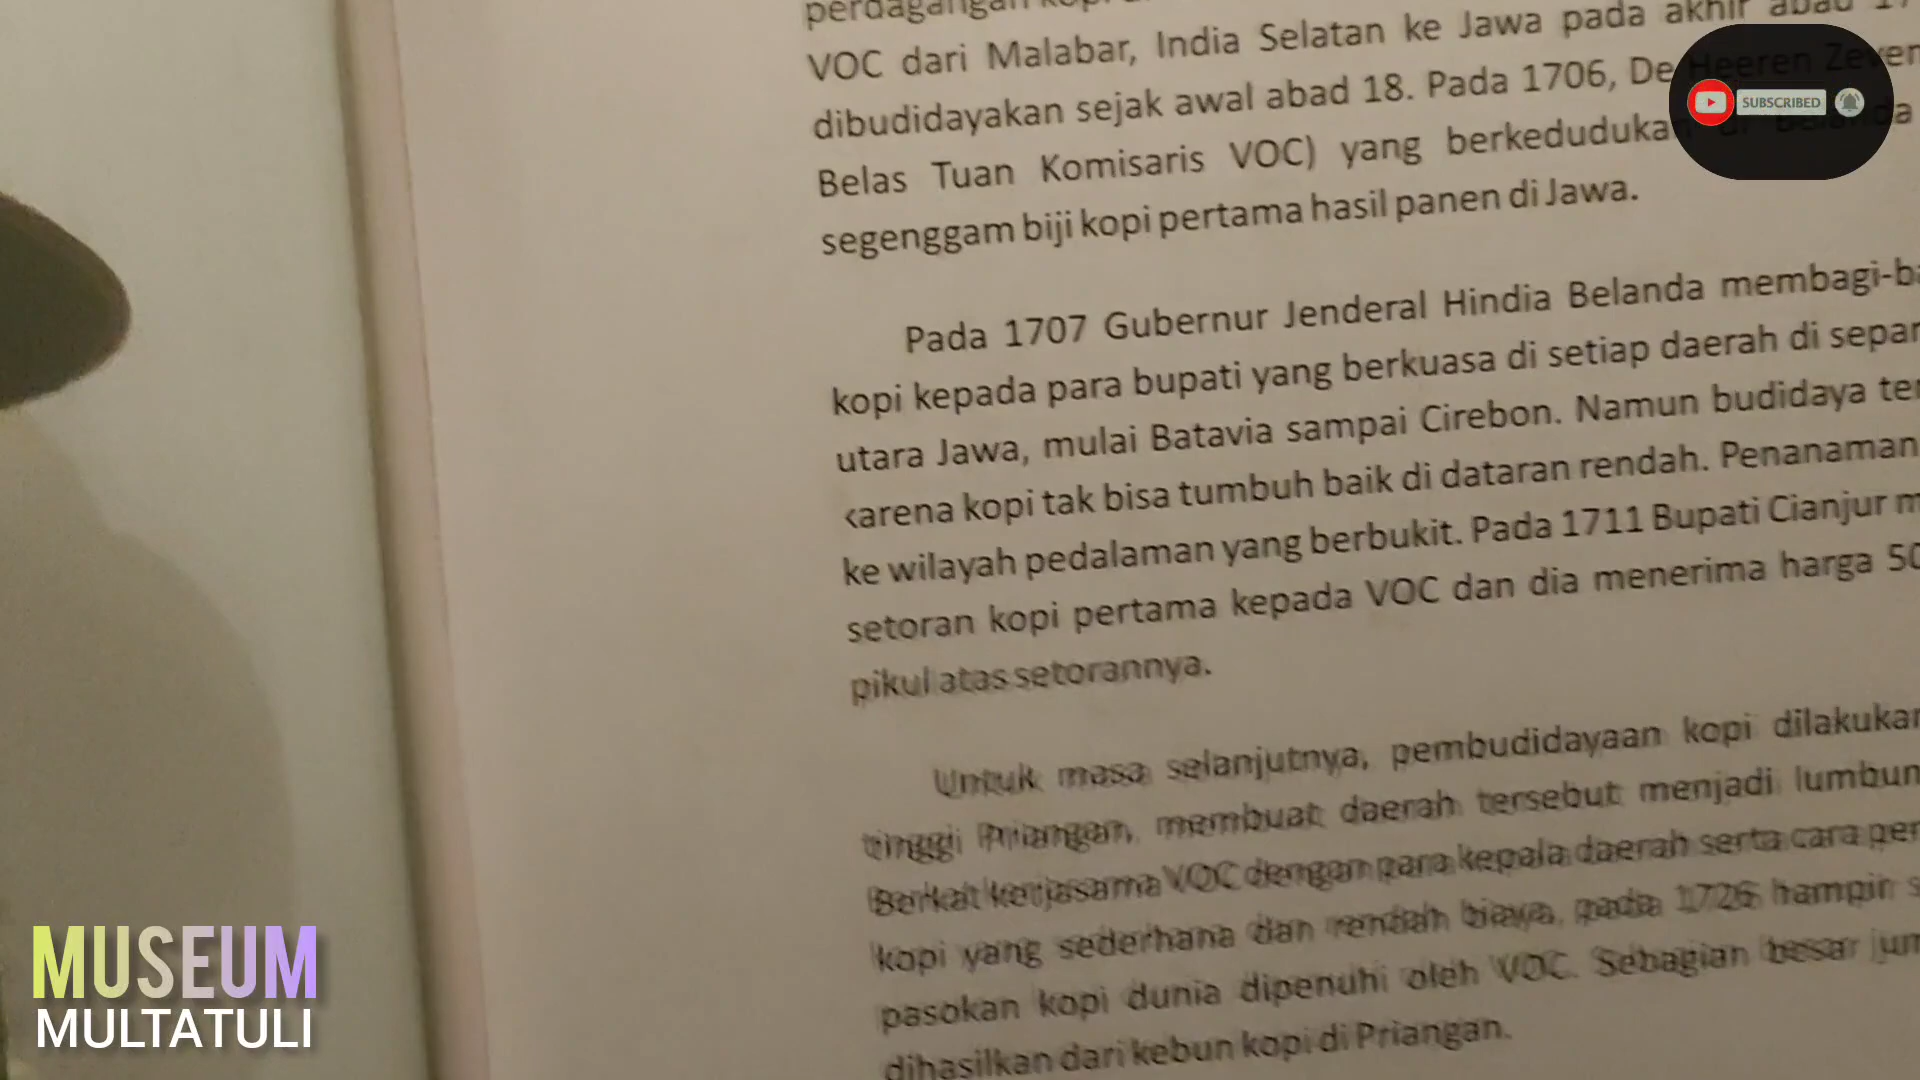 VOC dari Malabar, India Selatan ke Jawa pada akhir abad
dibudidayakan sejak awal abad 18. Pada 1706, De Heeren
Belas Tuan Komisaris VOC) yang berkedudukan di Belanda
segenggam biji kopi pertama hasil panen di Jawa.
Pada 1707 Gubernur Jenderal Hindia Belanda
kopi kepada para bupati yang berkuasa di setiap daerah di
utara Jawa, mulai Batavia sampai Cirebon. Namun budidaya
karena kopi tak bisa tumbuh baik di dataran rendah. Penanaman
ke wilayah pedalaman yang berbukit. Pada 1711 Bupati Cianjur
setoran kopi pertama kepada VOC dan dia menerima harga
pikul atas setorannya.
Untuk masa selanjutnya, pembudidayaan kopi
tinggi Priangan, membuat daerah tersebut menjadi
Berkat kerjasama VOC dengan para kepala daerah serta cara
kopi yang sederhana dan rendah biaya, pada 1726 hampir
pasokan kopi dunia dipenuhi oleh VOC. Sebagian besar
dihasilkan dari kebun kopi di Priangan.
SUBSCRIBED
MUSEUM
MULTATULI